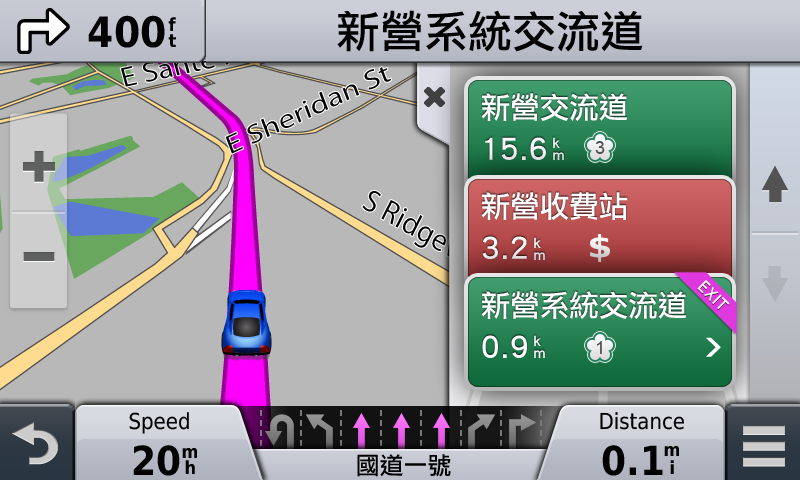 400 ft
新營系統交流道
E Sante
E Sheridan St
S Ridge
新營交流道
15.6 km
3
新營收費站
3.2 km
$
新營系統交流道
EXIT
0.9 km
1
Speed
20 mh
國道一號
Distance
0.1 mi